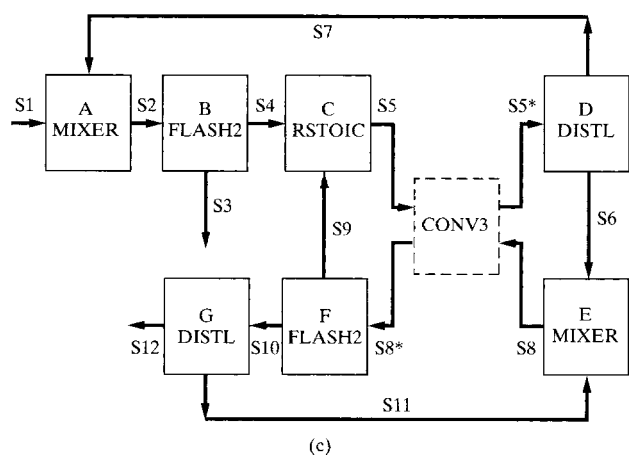 S7
S1
A
MIXER
S2
B
FLASH2
S4
C
RSTOIC
S5
S5*
D
DISTL
S3
S9
CONV3
S6
G
DISTL
S12
S10
F
FLASH2
S8*
S8
E
MIXER
S11
(c)